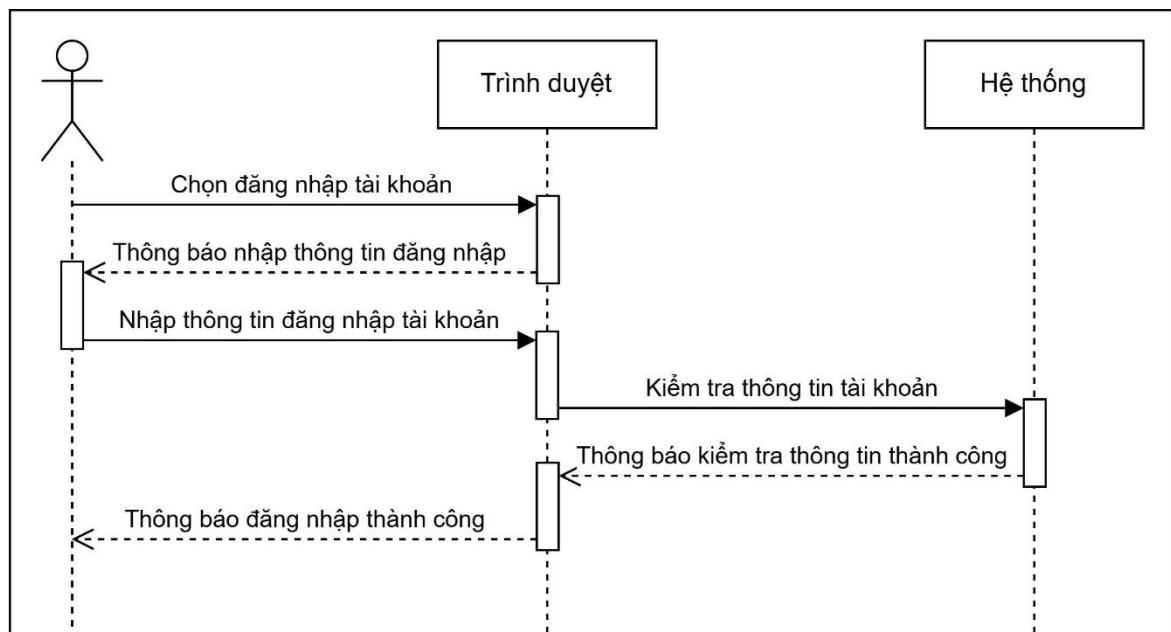 Trình duyệt
Hệ thống
Chọn đăng nhập tài khoản
Thông báo nhập thông tin đăng nhập
Nhập thông tin đăng nhập tài khoản
Kiểm tra thông tin tài khoản
Thông báo kiểm tra thông tin thành công
Thông báo đăng nhập thành công